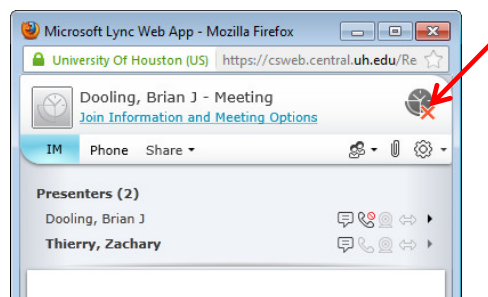 Microsoft Lync Web App - Mozilla Firefox
University Of Houston (US) https://csweb.central.uh.edu/Re
Dooling, Brian J - Meeting
Join Information and Meeting Options
IM Phone Share
Presenters (2)
Dooling, Brian J
Thierry, Zachary